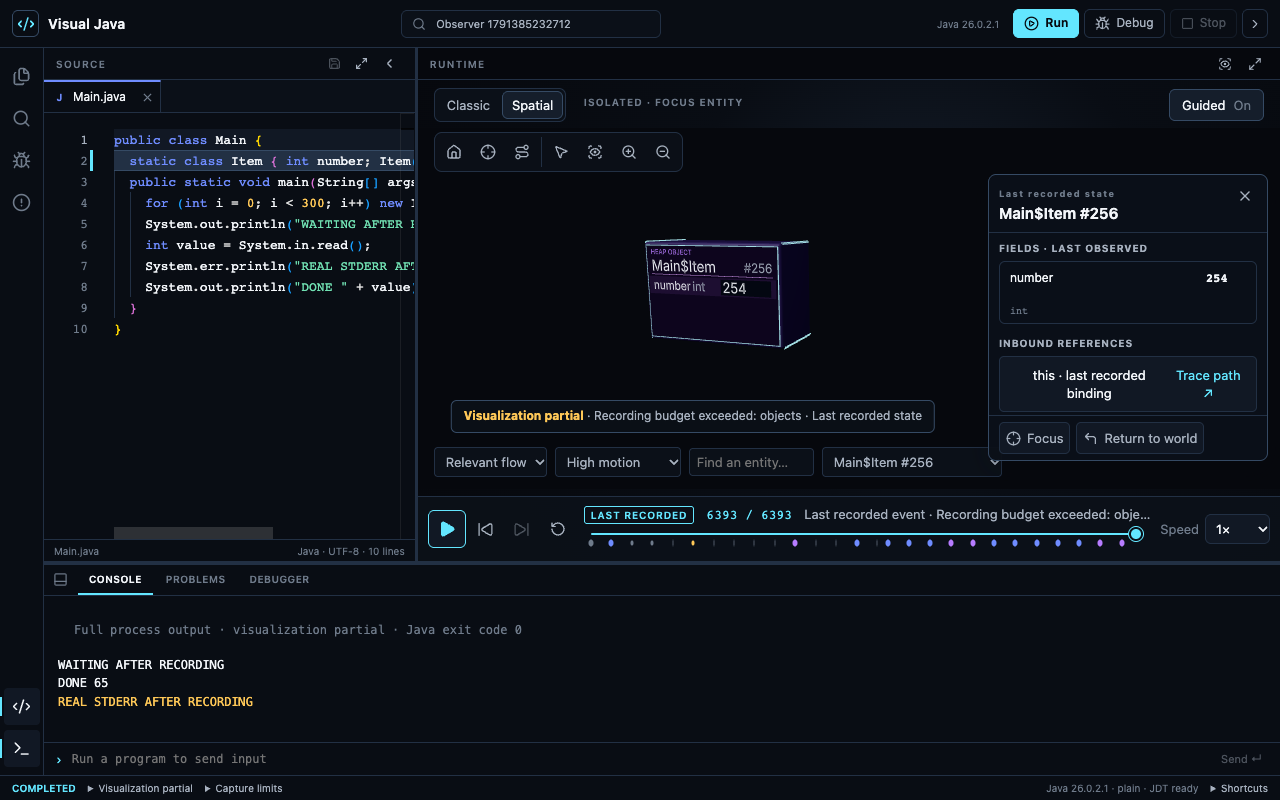 Visual Java
Observer 1791385232712
Java 26.0.2.1
Run
Debug
Stop
SOURCE
J Main.java
1 public class Main {
2 static class Item { int number; Item
3 public static void main(String[] args
4 for (int i = 0; i < 300; i++) new
5 System.out.println("WAITING AFTER
6 int value = System.in.read();
7 System.err.println("REAL STDERR AFT
8 System.out.println("DONE " + value
9 }
10 }
Main.java
Java · UTF-8 · 10 lines
RUNTIME
Classic
Spatial
ISOLATED · FOCUS ENTITY
Guided On
HEAP OBJECT
Main$Item #256
number int 254
Last recorded state
Main$Item #256
FIELDS · LAST OBSERVED
number 254
int
INBOUND REFERENCES
this · last recorded binding
Trace path ↗
Focus
Return to world
Visualization partial · Recording budget exceeded: objects · Last recorded state
Relevant flow
High motion
Find an entity...
Main$Item #256
LAST RECORDED 6393 / 6393 Last recorded event · Recording budget exceeded: obje...
Speed 1×
CONSOLE
PROBLEMS
DEBUGGER
Full process output · visualization partial · Java exit code 0
WAITING AFTER RECORDING
DONE 65
REAL STDERR AFTER RECORDING
› Run a program to send input
Send ↵
COMPLETED
Visualization partial
Capture limits
Java 26.0.2.1 · plain · JDT ready
Shortcuts